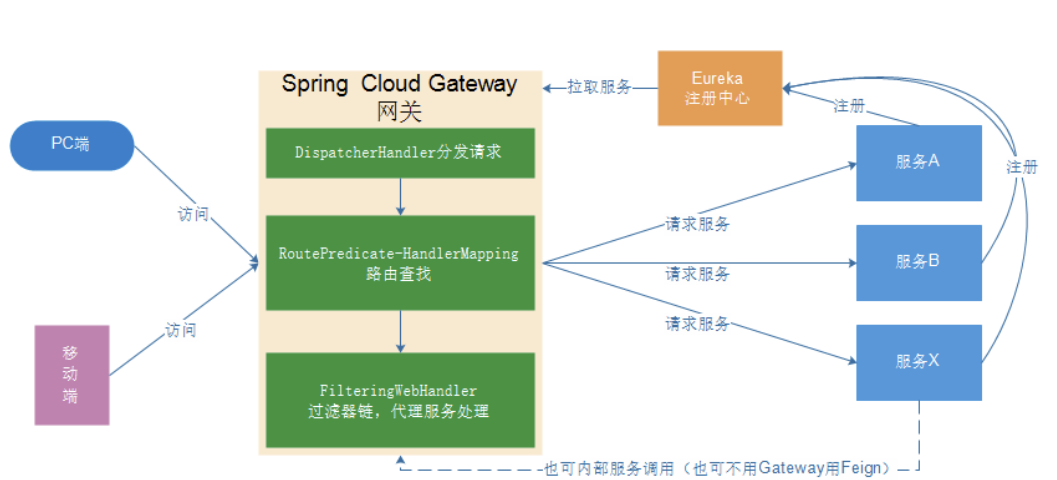 Spring Cloud Gateway
网关
Eureka
注册中心
拉取服务
注册
PC端
DispatcherHandler分发请求
服务A
注册
访问
请求服务
RoutePredicate-HandlerMapping
路由查找
服务B
请求服务
访问
请求服务
移
动
端
服务X
FilteringWebHandler
过滤器链，代理服务处理
也可内部服务调用（也可不用Gateway用Feign）